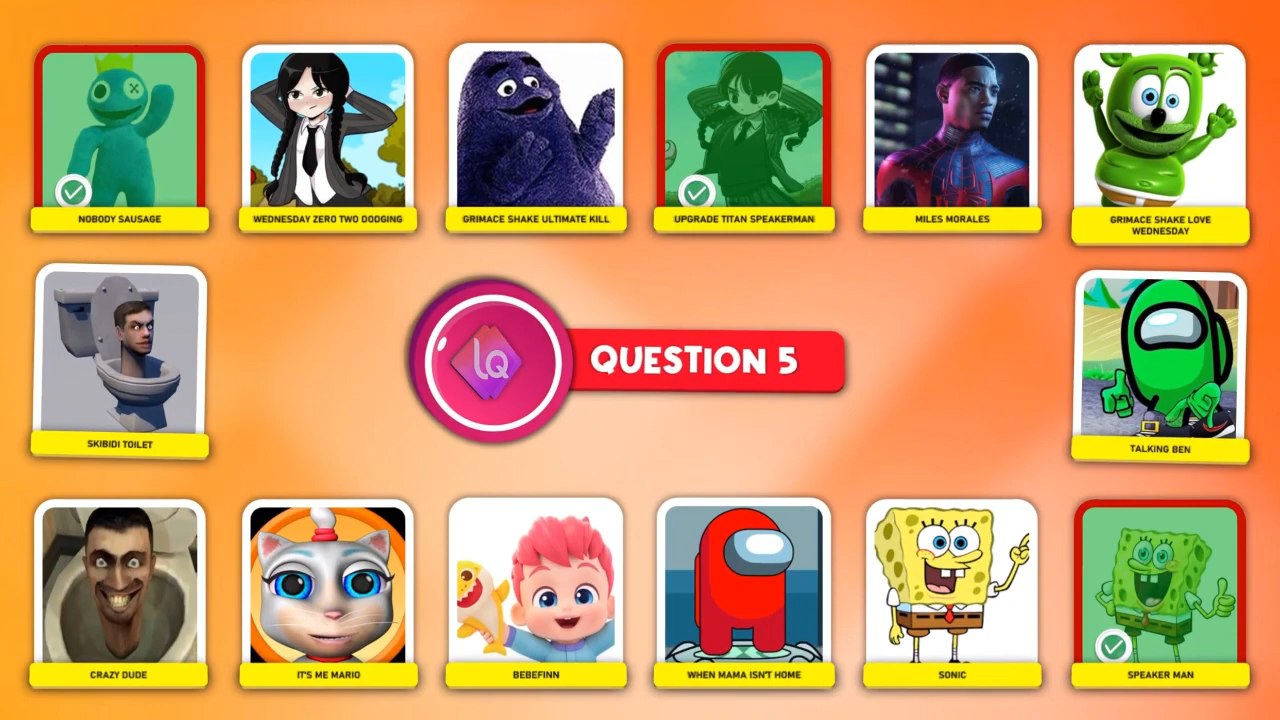 NOBODY SAUSAGE
WEDNESDAY ZERO TWO DODGING
GRIMACE SHAKE ULTIMATE KILL
UPGRADE TITAN SPEAKERMAN
MILES MORALES
GRIMACE SHAKE LOVE
WEDNESDAY
SKIBIDI TOILET
LQ
QUESTION 5
TALKING BEN
CRAZY DUDE
IT'S ME MARIO
BEBEFINN
WHEN MAMA ISN'T HOME
SONIC
SPEAKER MAN